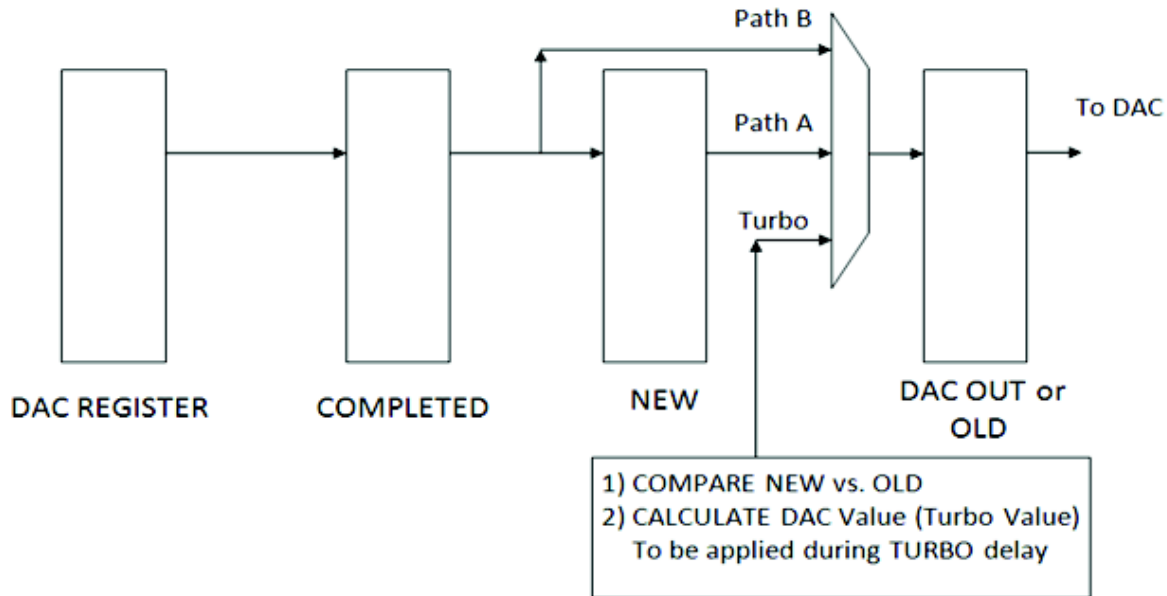 Path B
To DAC
Path A
Turbo
DAC REGISTER
COMPLETED
NEW
DAC OUT or
OLD
1) COMPARE NEW vs. OLD
2) CALCULATE DAC Value (Turbo Value)
To be applied during TURBO delay